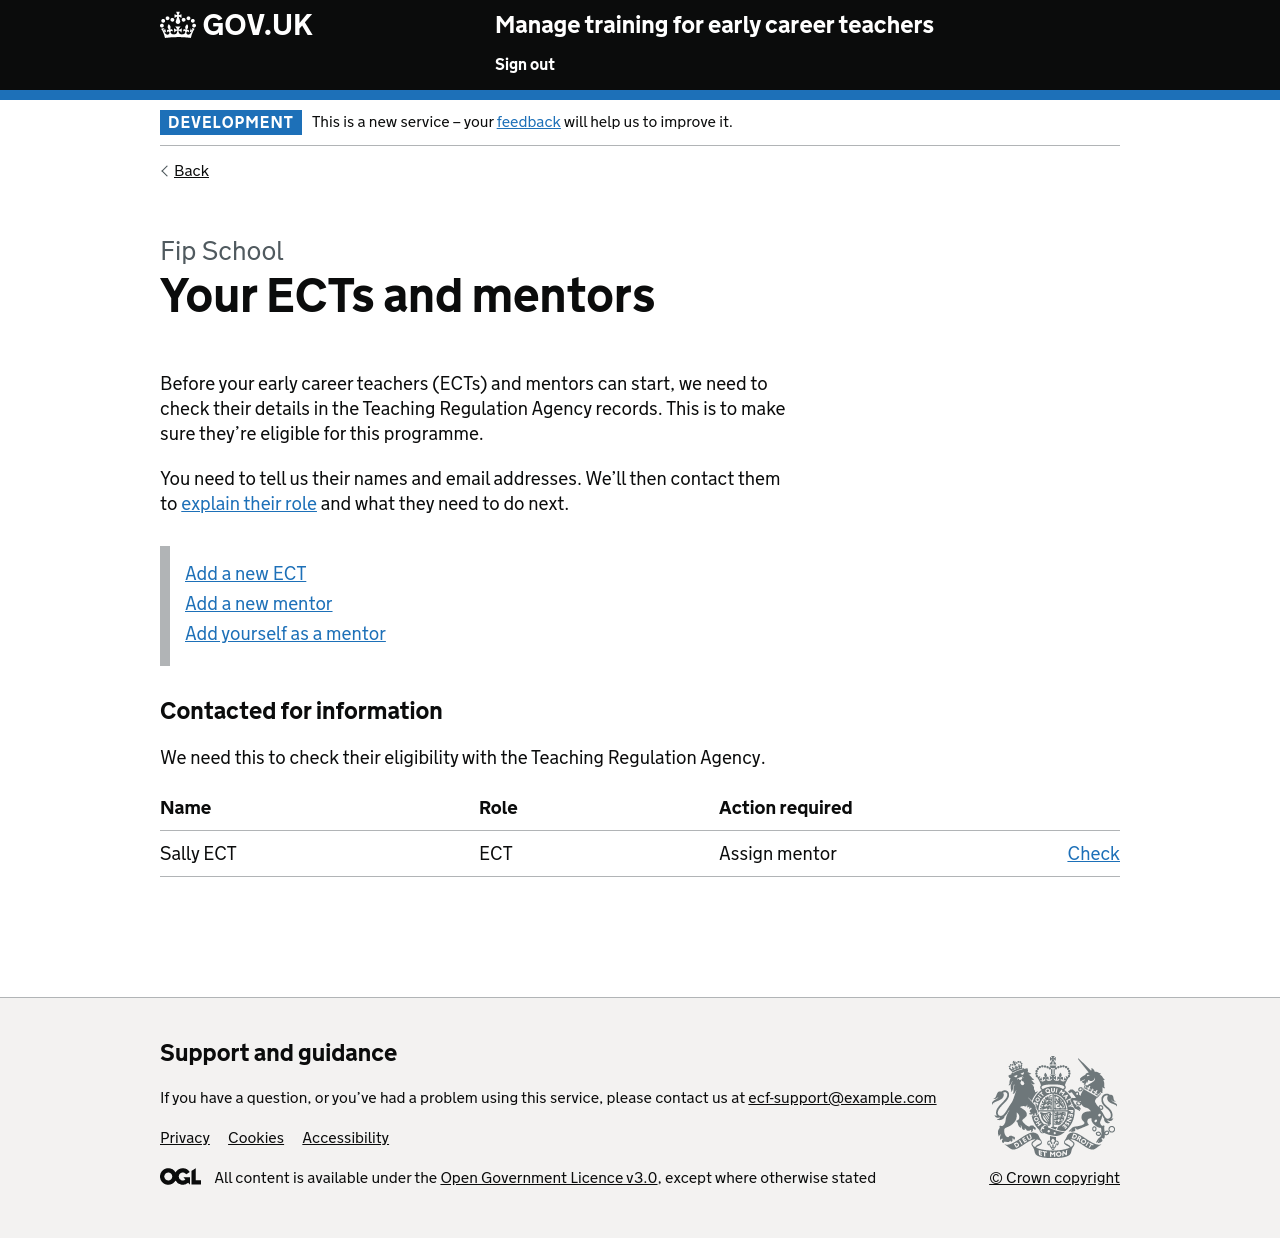 GOV.UK
Manage training for early career teachers
Sign out
DEVELOPMENT This is a new service – your feedback will help us to improve it.
Back
Fip School
Your ECTs and mentors
Before your early career teachers (ECTs) and mentors can start, we need to
check their details in the Teaching Regulation Agency records. This is to make
sure they’re eligible for this programme.
You need to tell us their names and email addresses. We’ll then contact them
to explain their role and what they need to do next.
Add a new ECT
Add a new mentor
Add yourself as a mentor
Contacted for information
We need this to check their eligibility with the Teaching Regulation Agency.
Name Role Action required
Sally ECT ECT Assign mentor Check
Support and guidance
If you have a question, or you’ve had a problem using this service, please contact us at ecf-support@example.com
Privacy Cookies Accessibility
OGL All content is available under the Open Government Licence v3.0, except where otherwise stated
DIEU ET MON DROIT
© Crown copyright